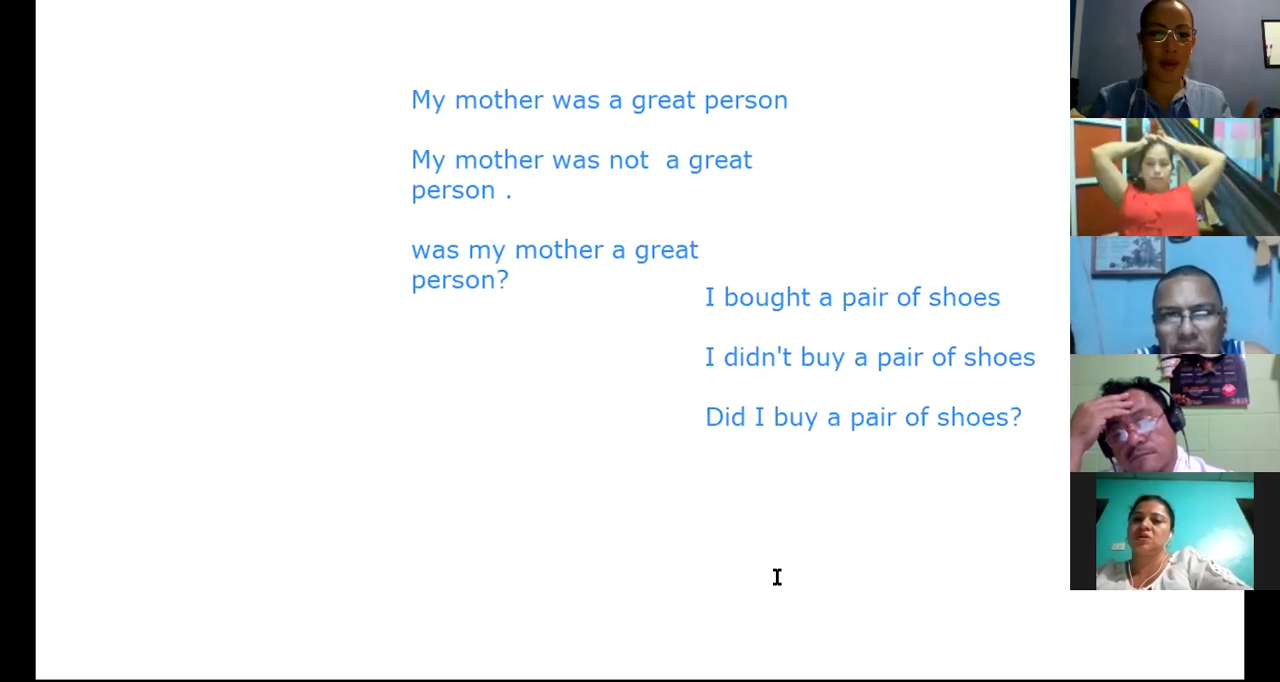 My mother was a great person
My mother was not  a great
person .
was my mother a great
person?
I bought a pair of shoes
I didn't buy a pair of shoes
Did I buy a pair of shoes?